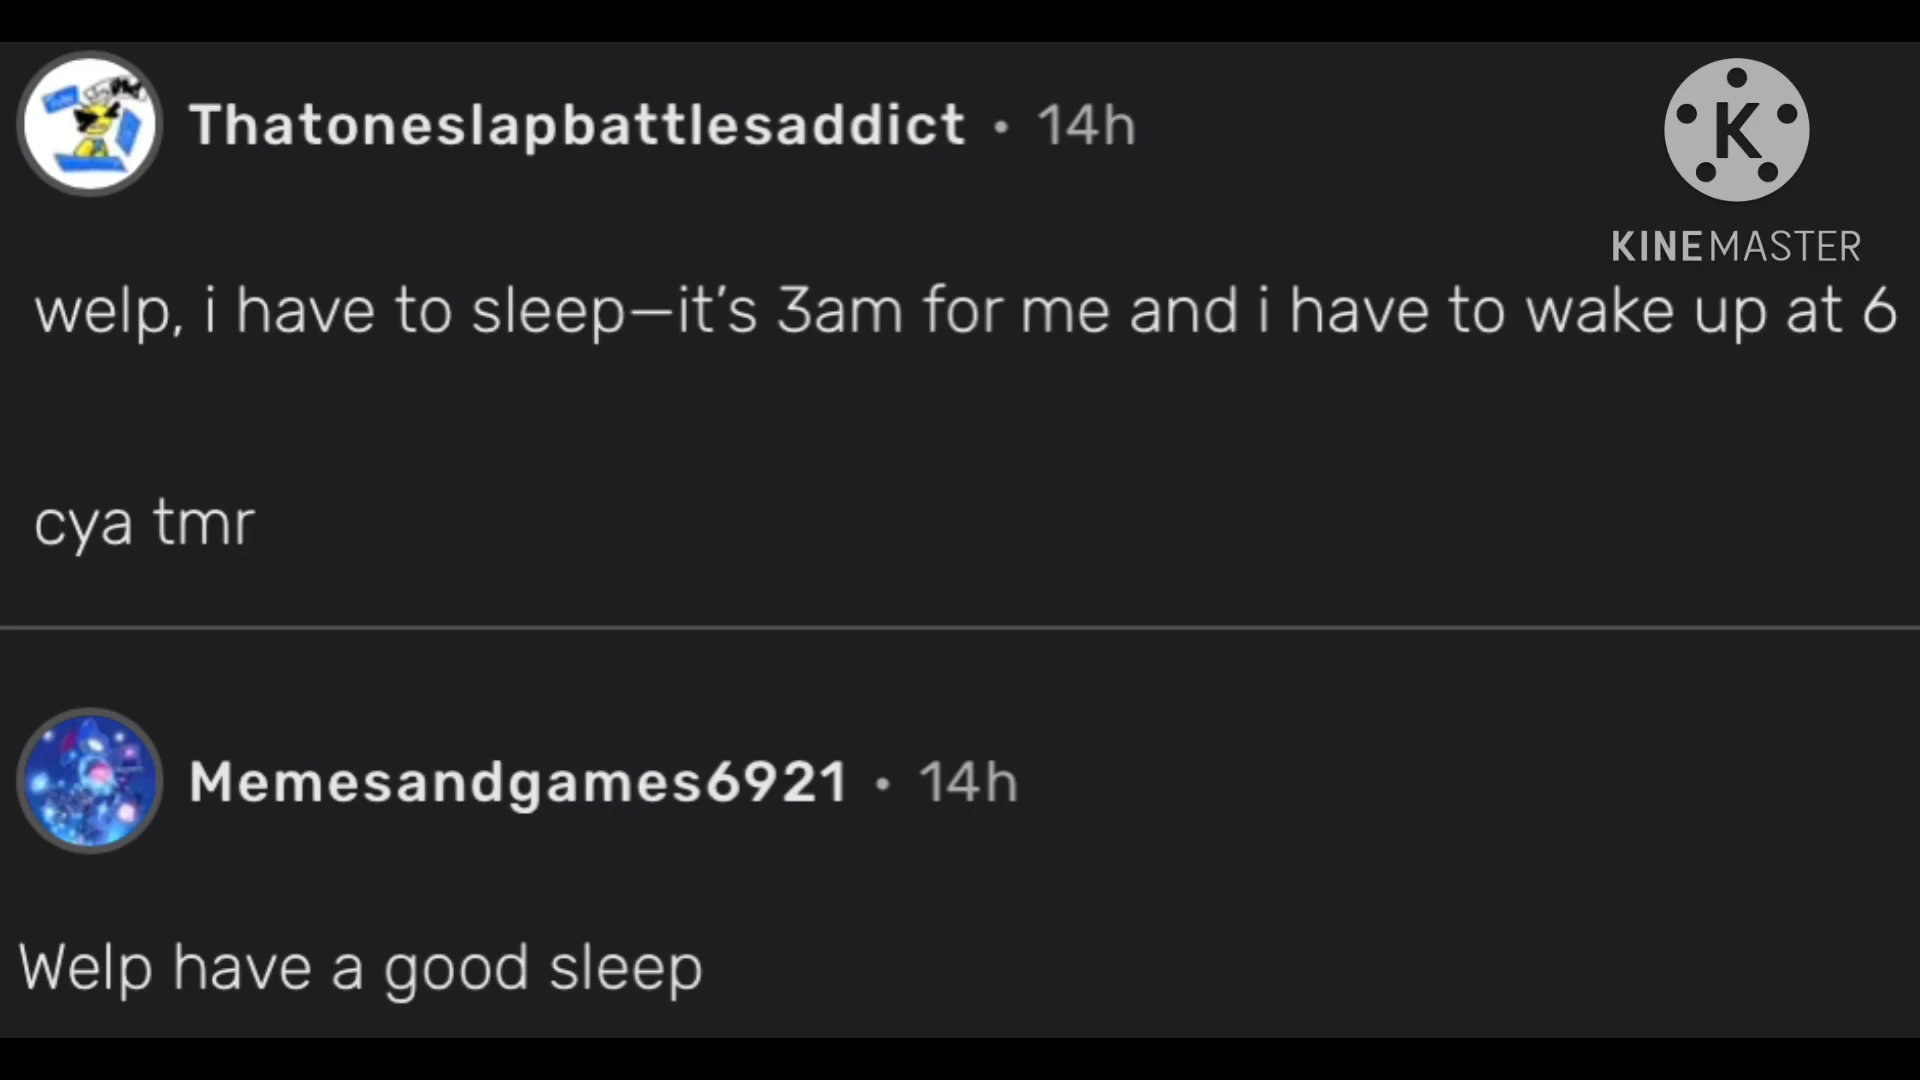 Thatoneslapbattlesaddict • 14h
K
KINEMASTER
welp, i have to sleep—it's 3am for me and i have to wake up at 6
cya tmr
Memesandgames6921 • 14h
Welp have a good sleep